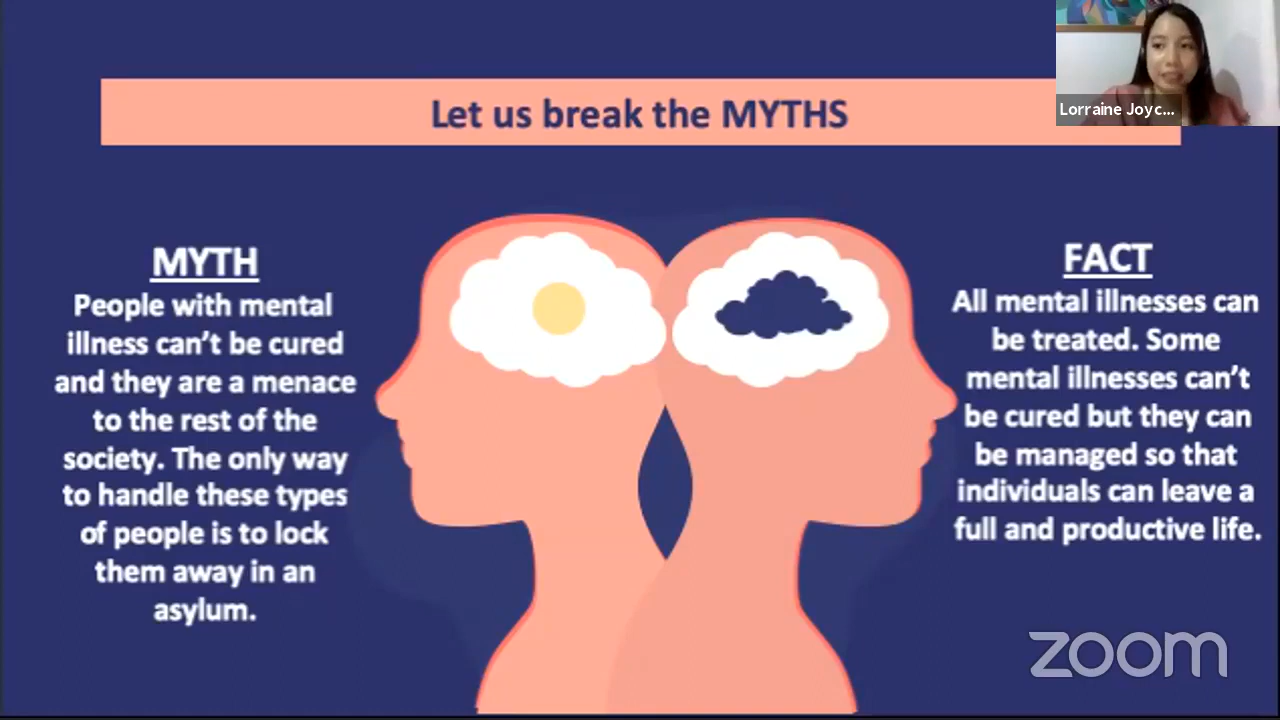 Let us break the MYTHS
Lorraine Joyc...
MYTH
People with mental
illness can't be cured
and they are a menace
to the rest of the
society. The only way
to handle these types
of people is to lock
them away in an
asylum.
FACT
All mental illnesses can
be treated. Some
mental illnesses can't
be cured but they can
be managed so that
individuals can leave a
full and productive life.
zoom